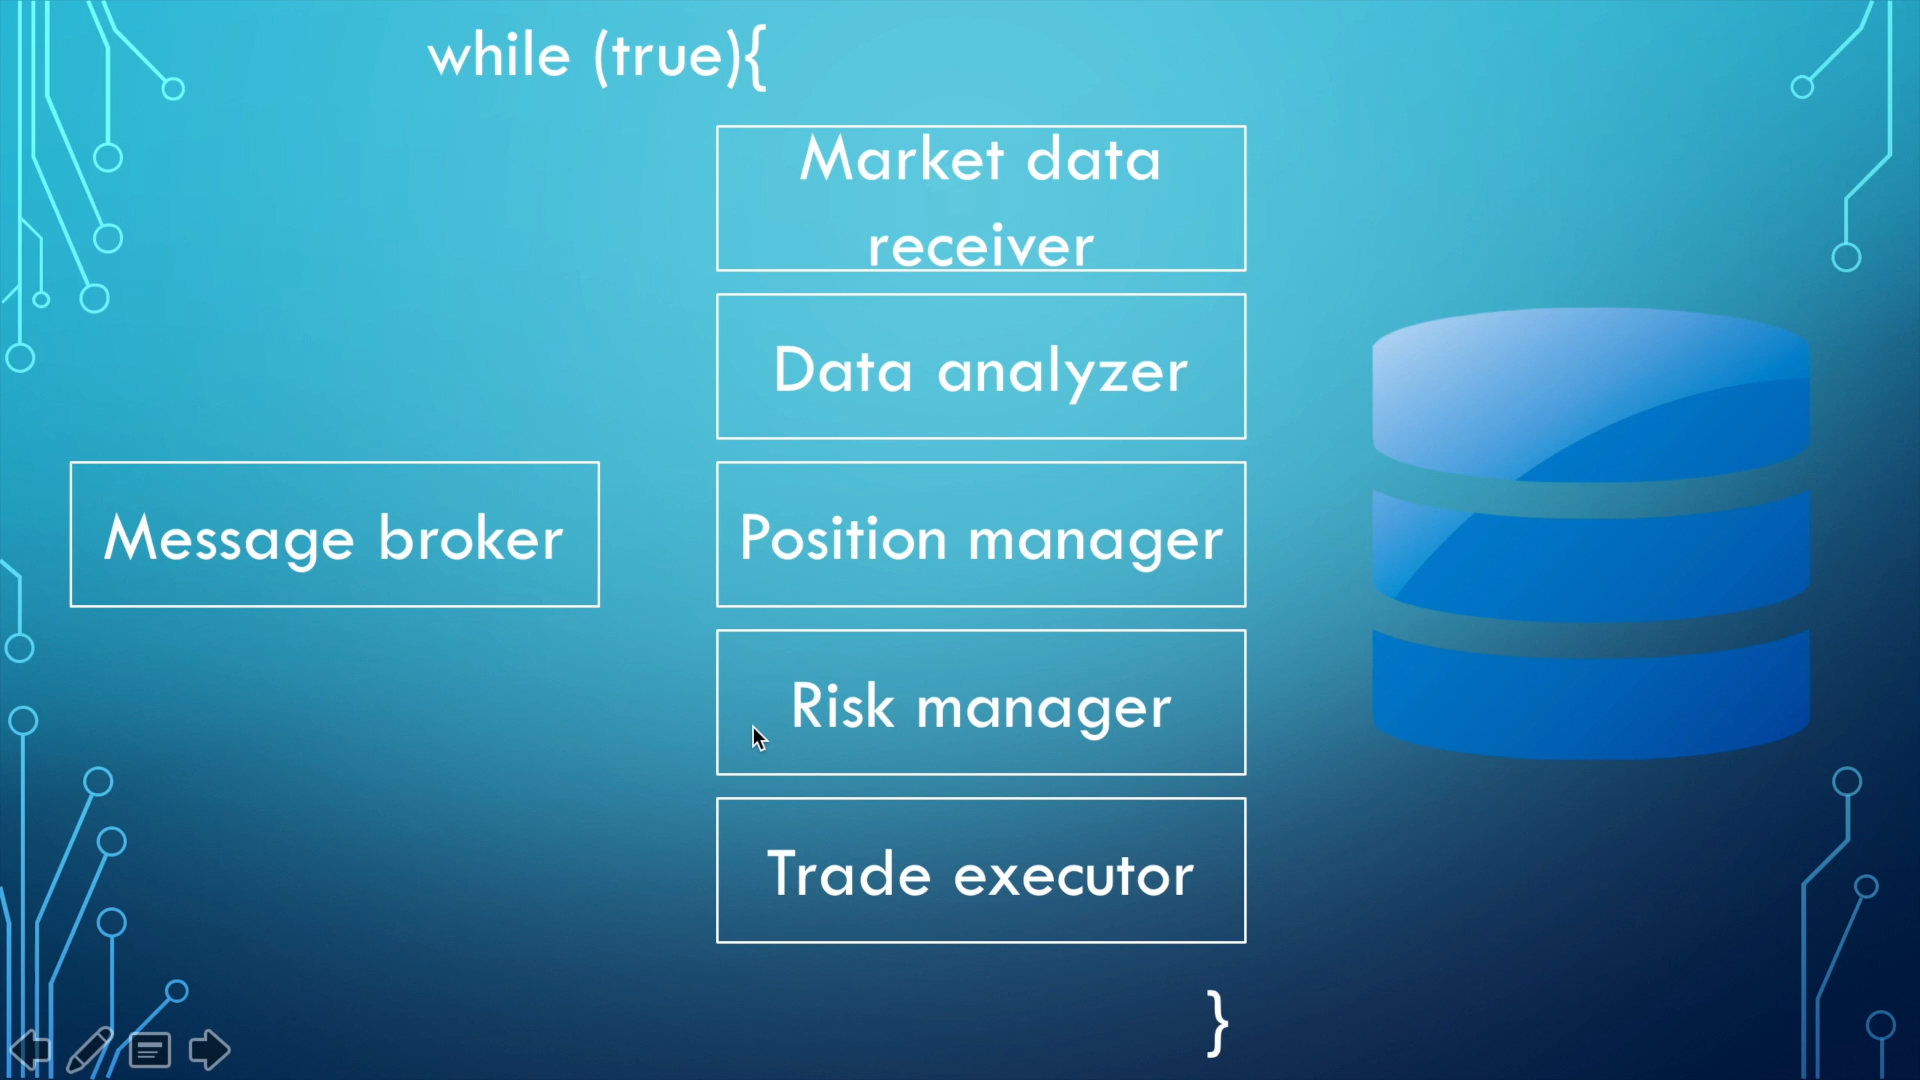 while (true){
Market data
receiver
Data analyzer
Message broker
Position manager
Risk manager
Trade executor
}